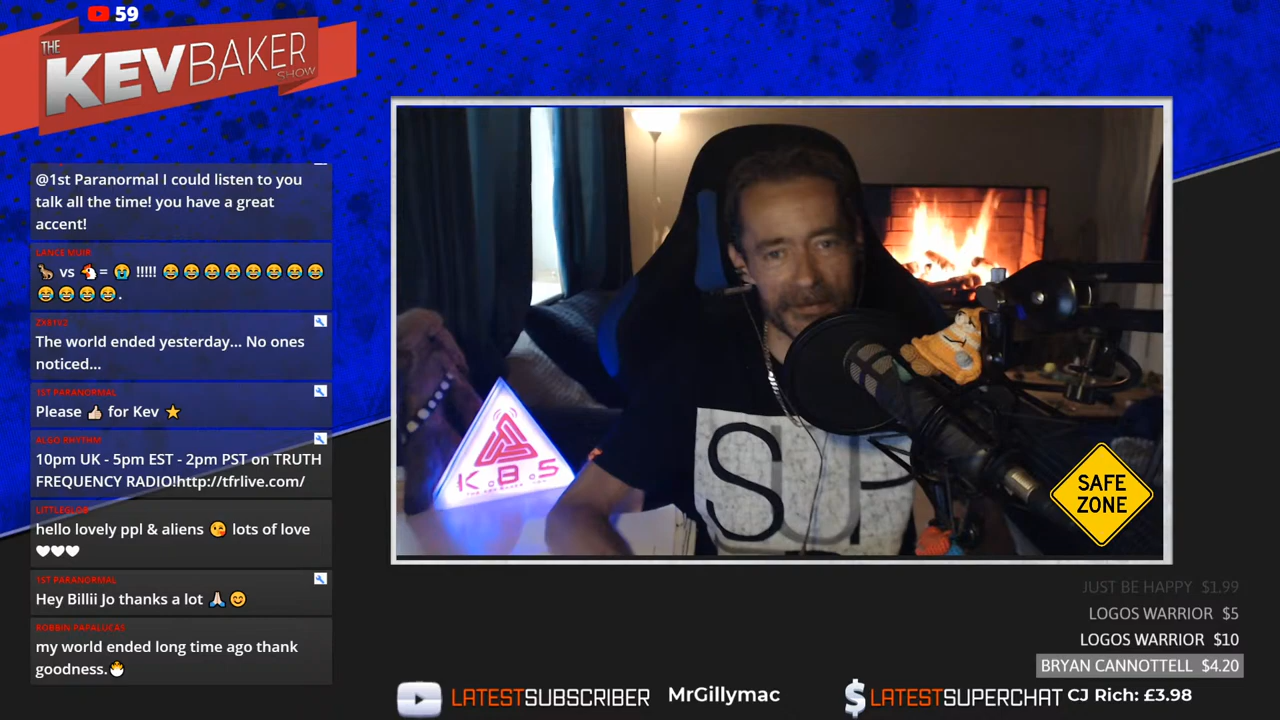 59
THE
KEVBAKER
SHOW
@1st Paranormal I could listen to you
talk all the time! you have a great
accent!
LANCE MUIR
🐆 vs 🐴= 😭 !!!!! 😂😂😂😂😂😂😂😂
😂😂😂😂.
ZXB1V2
The world ended yesterday... No ones
noticed...
1ST PARANORMAL
Please 👍🏻 for Kev ⭐
ALGO RHYTHM
10pm UK - 5pm EST - 2pm PST on TRUTH
FREQUENCY RADIO!http://tfrlive.com/
hello lovely ppl & aliens 😘 lots of love
🤍🤍🤍
1ST PARANORMAL
Hey Billii Jo thanks a lot 🙏🏻 😊
ROBBIN PAPALUCAS
my world ended long time ago thank
goodness.🐣
K.B.S
SUP
SAFE
ZONE
JUST BE HAPPY $1.99
LOGOS WARRIOR $5
LOGOS WARRIOR $10
BRYAN CANNOTTELL $4.20
LATESTSUBSCRIBER MrGillymac
$ LATESTSUPERCHAT CJ Rich: £3.98